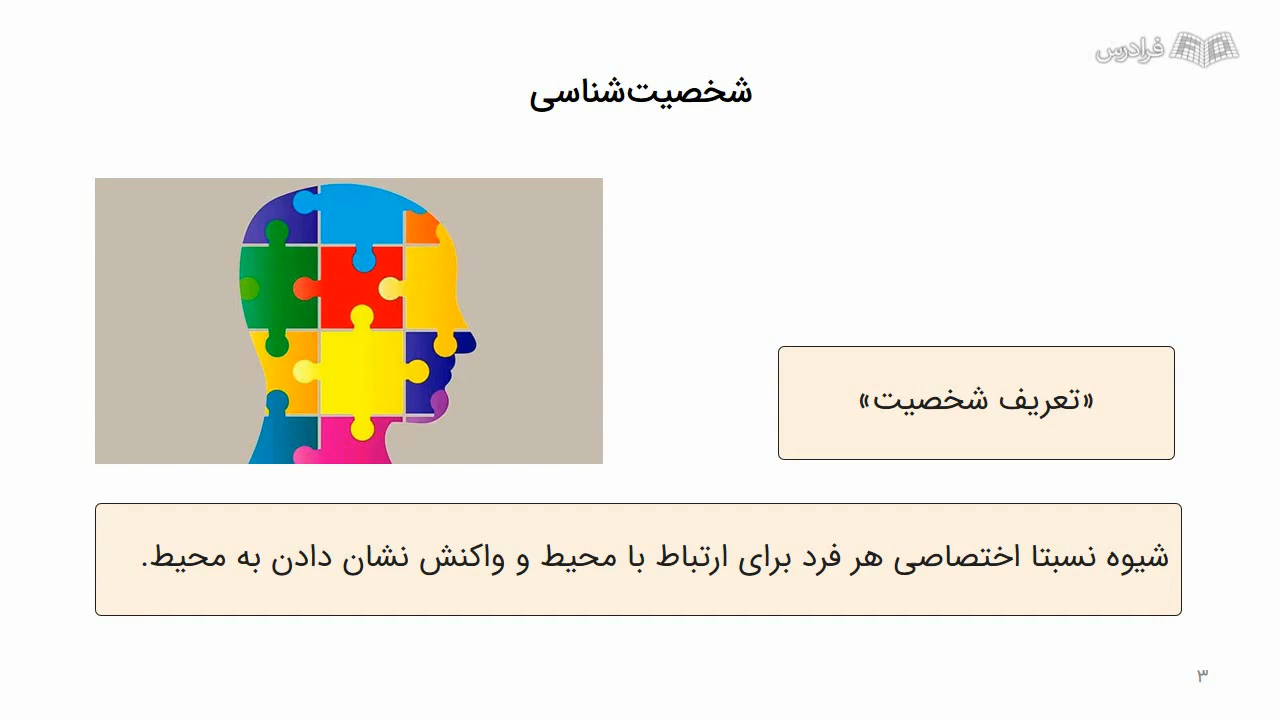 فرادرس
شخصیت‌شناسی
«تعریف شخصیت»
شیوه نسبتا اختصاصی هر فرد برای ارتباط با محیط و واکنش نشان دادن به محیط.
۳